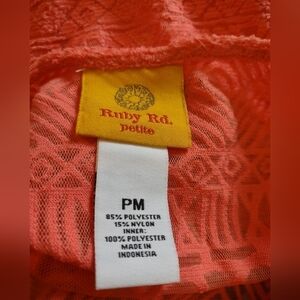 Ruby Rd.
petite
PM
85% POLYESTER
15% NYLON
INNER:
100% POLYESTER
MADE IN
INDONESIA